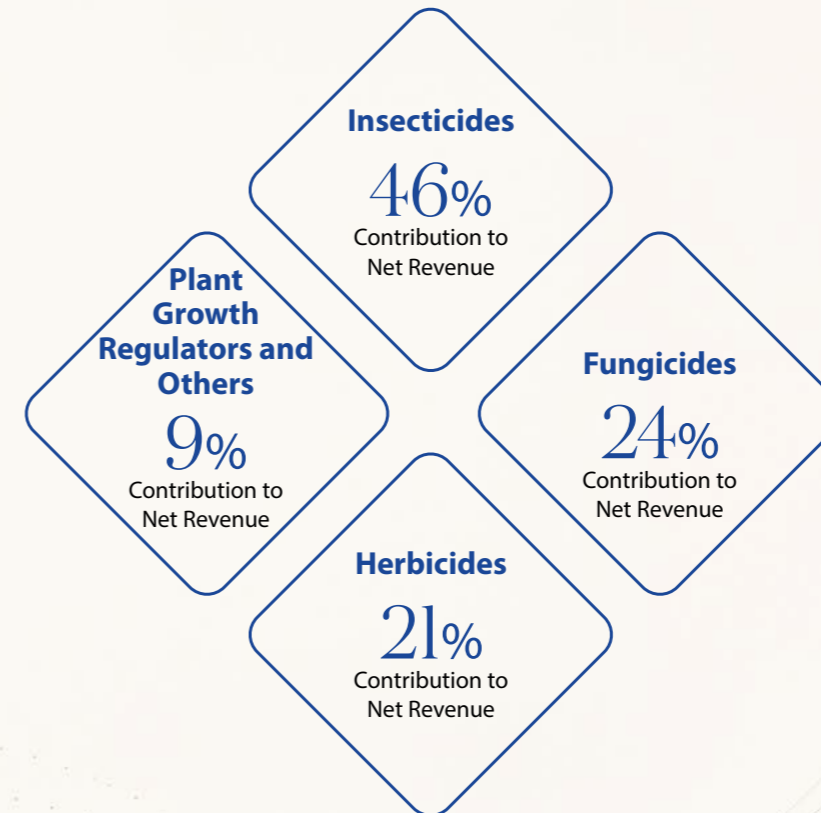 Insecticides
46%
Contribution to
Net Revenue
Plant
Growth
Regulators and
Others
9%
Contribution to
Net Revenue
Fungicides
24%
Contribution to
Net Revenue
Herbicides
21%
Contribution to
Net Revenue